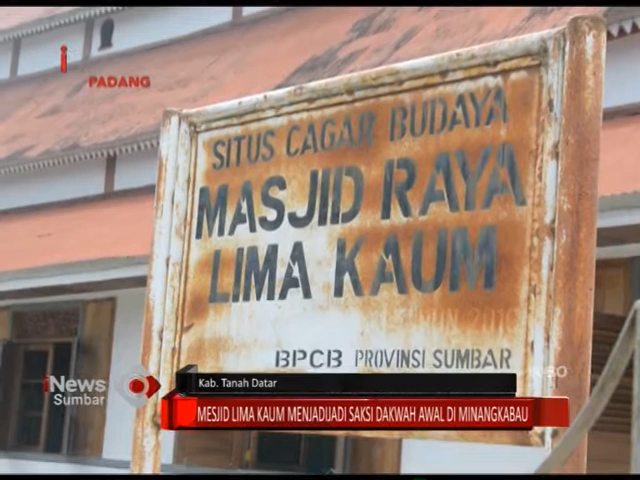 i
PADANG
SITUS CAGAR BUDAYA
MASJID RAYA
LIMA KAUM
BPCB PROVINSI SUMBAR
iNews
Sumbar
Kab. Tanah Datar
MESJID LIMA KAUM MENJADIJADI SAKSI DAKWAH AWAL DI MINANGKABAU